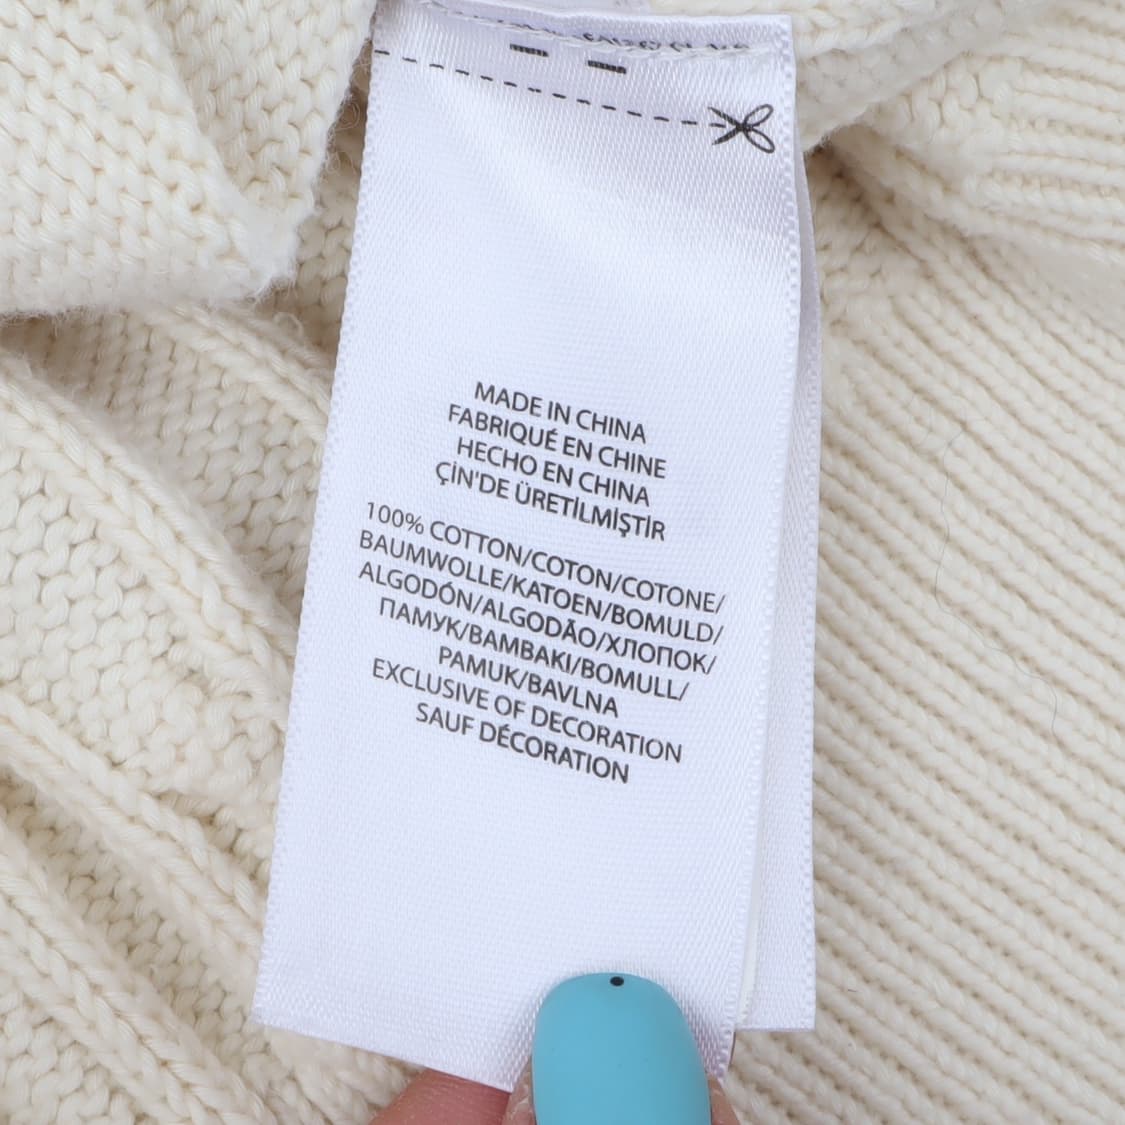 MADE IN CHINA
FABRIQUÉ EN CHINE
HECHO EN CHINA
ÇİN'DE ÜRETİLMİŞTİR
100% COTTON/COTON/COTONE/
BAUMWOLLE/KATOEN/BOMULD/
ALGODÓN/ALGODÃO/ХЛОПОК/
ПАМУК/ΒΑΜΒΑΚΙ/BOMULL/
PAMUK/BAVLNA
EXCLUSIVE OF DECORATION
SAUF DÉCORATION